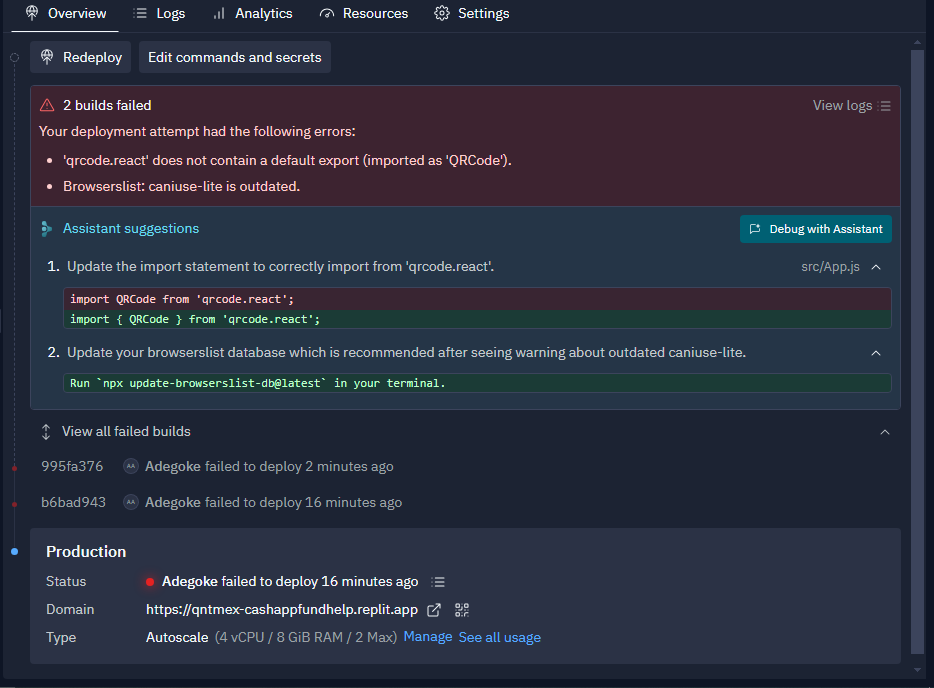 Overview Logs Analytics Resources Settings
Redeploy Edit commands and secrets
2 builds failed View logs
Your deployment attempt had the following errors:
• 'qrcode.react' does not contain a default export (imported as 'QRCode').
• Browserslist: caniuse-lite is outdated.
Assistant suggestions Debug with Assistant
1. Update the import statement to correctly import from 'qrcode.react'. src/App.js
import QRCode from 'qrcode.react';
import { QRCode } from 'qrcode.react';
2. Update your browserslist database which is recommended after seeing warning about outdated caniuse-lite.
Run `npx update-browserslist-db@latest` in your terminal.
View all failed builds
995fa376 AA Adegoke failed to deploy 2 minutes ago
b6bad943 AA Adegoke failed to deploy 16 minutes ago
Production
Status Adegoke failed to deploy 16 minutes ago
Domain https://qntmex-cashappfundhelp.replit.app
Type Autoscale (4 vCPU / 8 GiB RAM / 2 Max) Manage See all usage